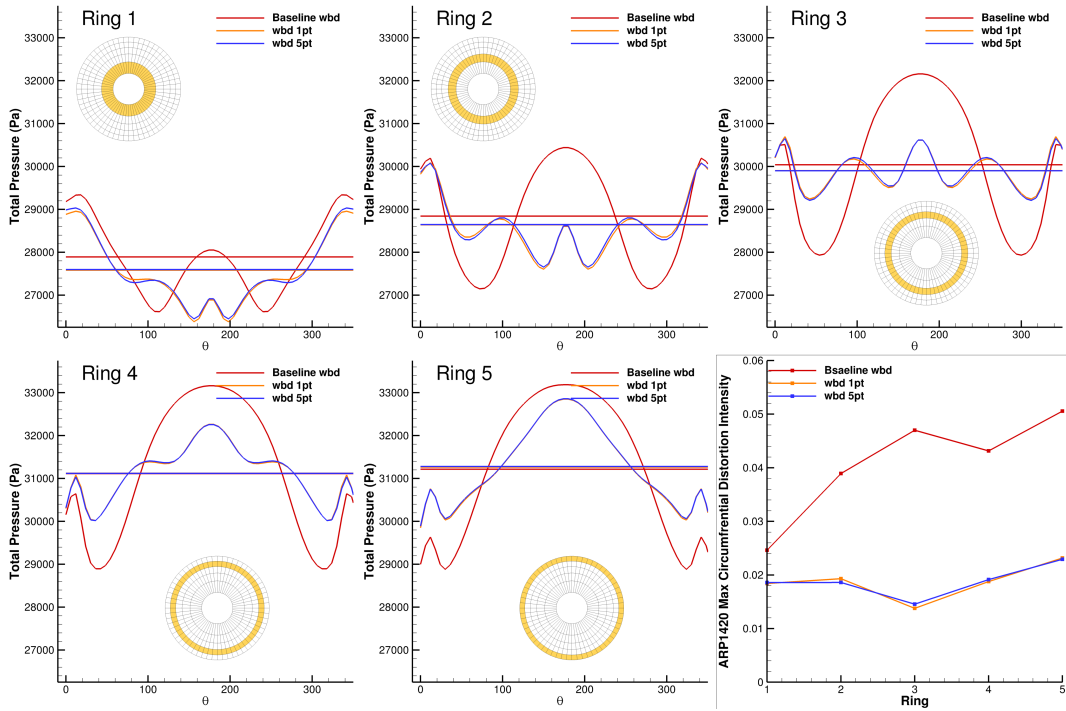 Ring 1
Baseline wbd
wbd 1pt
wbd 5pt
Total Pressure (Pa)
33000
32000
31000
30000
29000
28000
27000
0
100
200
300
θ
Ring 2
Baseline wbd
wbd 1pt
wbd 5pt
Total Pressure (Pa)
33000
32000
31000
30000
29000
28000
27000
0
100
200
300
θ
Ring 3
Baseline wbd
wbd 1pt
wbd 5pt
Total Pressure (Pa)
33000
32000
31000
30000
29000
28000
27000
0
100
200
300
θ
Ring 4
Baseline wbd
wbd 1pt
wbd 5pt
Total Pressure (Pa)
33000
32000
31000
30000
29000
28000
27000
0
100
200
300
θ
Ring 5
Baseline wbd
wbd 1pt
wbd 5pt
Total Pressure (Pa)
33000
32000
31000
30000
29000
28000
27000
0
100
200
300
θ
Bsaeline wbd
wbd 1pt
wbd 5pt
ARP1420 Max Circumfrential Distortion Intensity
0.06
0.05
0.04
0.03
0.02
0.01
0
1
2
3
4
5
Ring